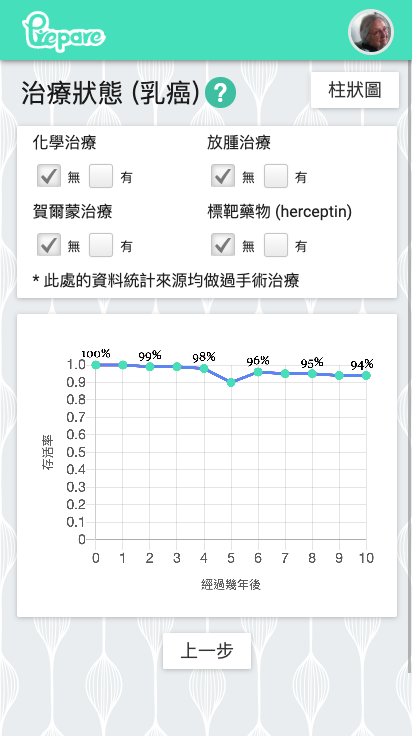 Prepare
治療狀態 (乳癌) ?
柱狀圖
化學治療 放腫治療
無 有 無 有
賀爾蒙治療 標靶藥物 (herceptin)
無 有 無 有
* 此處的資料統計來源均做過手術治療
100% 99% 98% 96% 95% 94%
1.0
0.9
0.8
0.7
0.6
0.5
0.4
0.3
0.2
0.1
0
存活率
0 1 2 3 4 5 6 7 8 9 10
經過幾年後
上一步